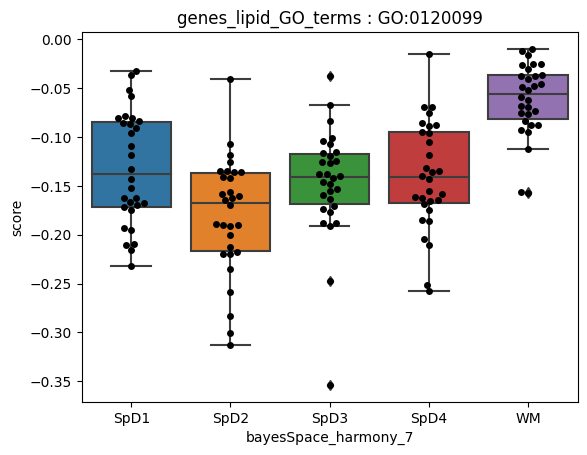 genes_lipid_GO_terms : GO:0120099
0.00
−0.05
−0.10
−0.15
−0.20
−0.25
−0.30
−0.35
score
SpD1 SpD2 SpD3 SpD4 WM
bayesSpace_harmony_7